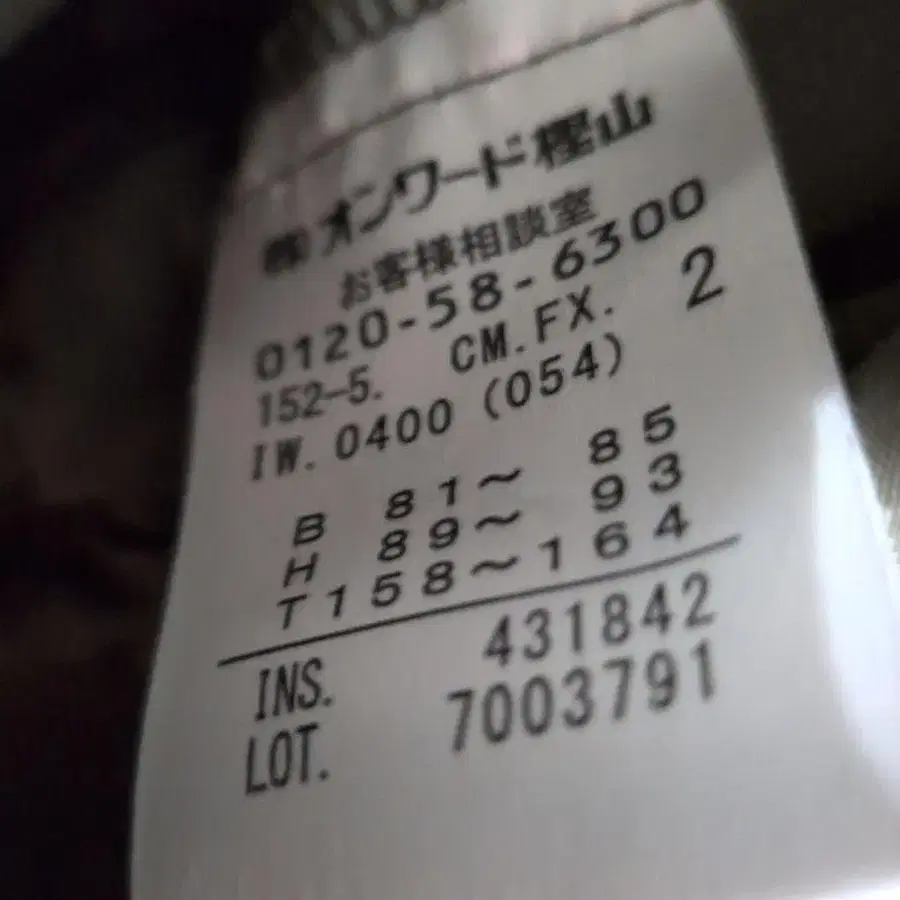 ㈱オンワード樫山
お客様相談室
0120-58-6300
152-5. CM.FX. 2
IW. 0400 (054)
B 81～ 85
H 89～ 93
T158～164
INS. 431842
LOT. 7003791